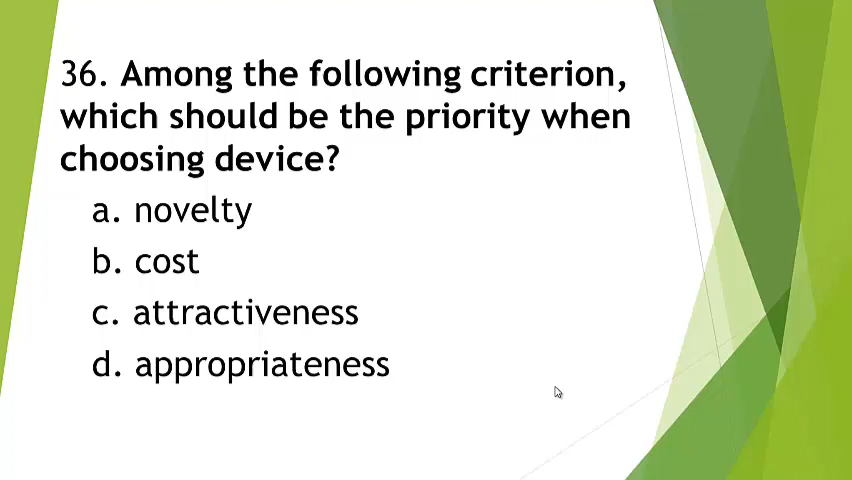 36. Among the following criterion,
which should be the priority when
choosing device?
a. novelty
b. cost
c. attractiveness
d. appropriateness